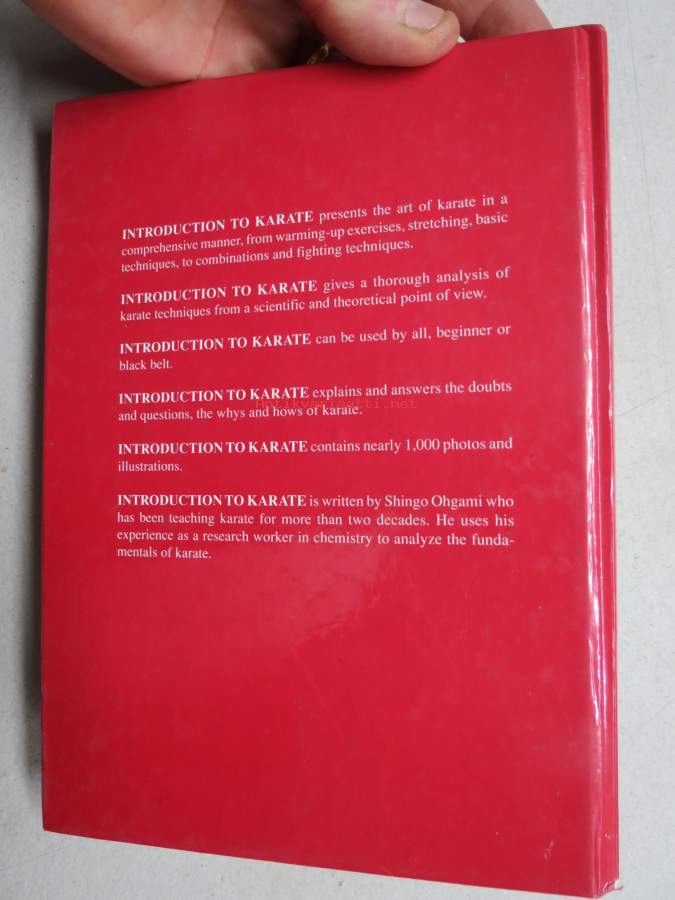 INTRODUCTION TO KARATE presents the art of karate in a
comprehensive manner, from warming-up exercises, stretching, basic
techniques, to combinations and fighting techniques.
INTRODUCTION TO KARATE gives a thorough analysis of
karate techniques from a scientific and theoretical point of view.
INTRODUCTION TO KARATE can be used by all, beginner or
black belt.
INTRODUCTION TO KARATE explains and answers the doubts
and questions, the whys and hows of karate.
INTRODUCTION TO KARATE contains nearly 1,000 photos and
illustrations.
INTRODUCTION TO KARATE is written by Shingo Ohgami who
has been teaching karate for more than two decades. He uses his
experience as a research worker in chemistry to analyze the funda-
mentals of karate.